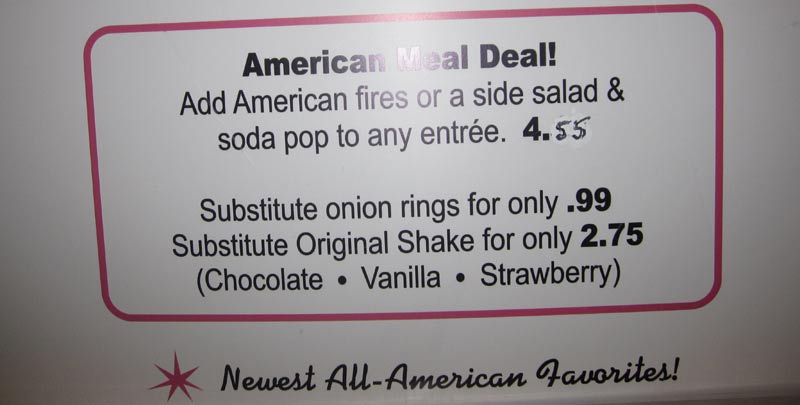 American Meal Deal!
Add American fires or a side salad &
soda pop to any entrée. 4.55
Substitute onion rings for only .99
Substitute Original Shake for only 2.75
(Chocolate • Vanilla • Strawberry)
Newest All-American Favorites!